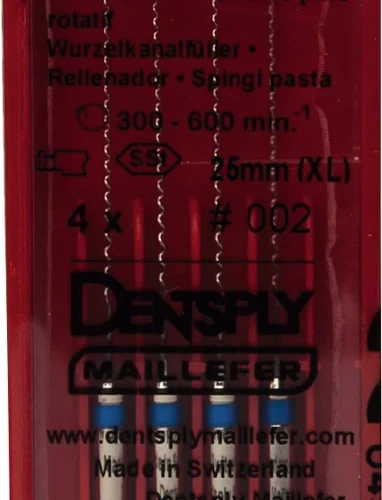 rotatif
Wurzelkanalfüller •
Rellenador • Spingi pasta
300 - 600 min.-1
SSt
25mm (XL)
4 x # 002
DENTSPLY
MAILLEFER
www.dentsplymaillefer.com
Made in Switzerland